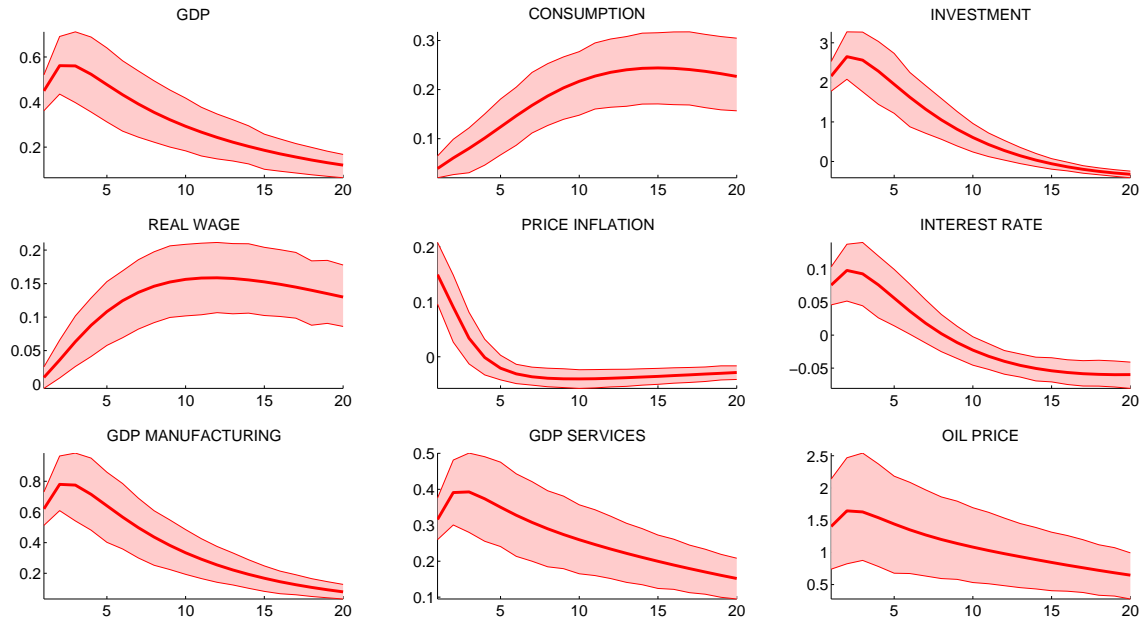 GDP
0.6
0.4
0.2
5 10 15 20
CONSUMPTION
0.3
0.2
0.1
5 10 15 20
INVESTMENT
3
2
1
0
5 10 15 20
REAL WAGE
0.2
0.15
0.1
0.05
0
5 10 15 20
PRICE INFLATION
0.2
0.1
0
5 10 15 20
INTEREST RATE
0.1
0.05
0
−0.05
5 10 15 20
GDP MANUFACTURING
0.8
0.6
0.4
0.2
5 10 15 20
GDP SERVICES
0.5
0.4
0.3
0.2
0.1
5 10 15 20
OIL PRICE
2.5
2
1.5
1
0.5
5 10 15 20